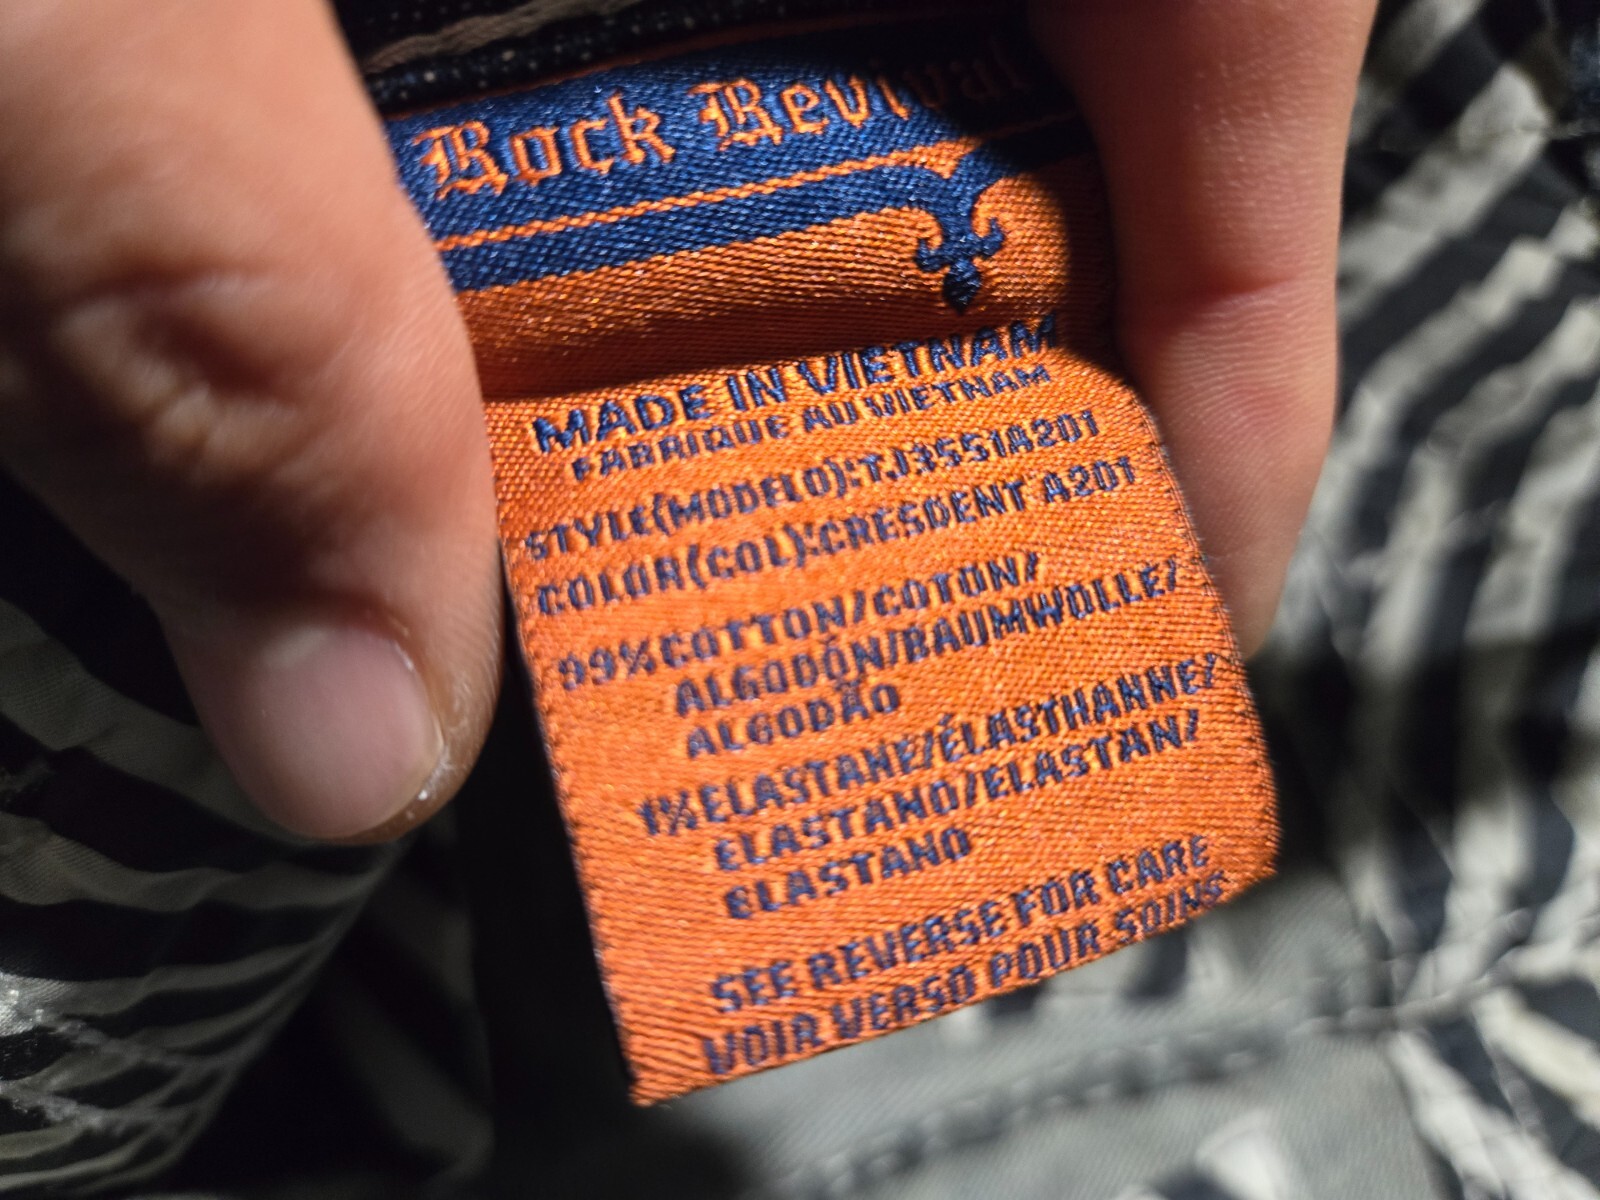 Rock Revival
MADE IN VIETNAM
FABRIQUE AU VIETNAM
STYLE(MODELO):TJ3551A201
COLOR(COL):CRESDENT A201
99%COTTON/COTON/
ALGODÓN/BAUMWOLLE/
ALGODÃO
1%ELASTANE/ÉLASTHANNE/
ELASTANO/ELASTAN/
ELASTANO
SEE REVERSE FOR CARE
VOIR VERSO POUR SOINS